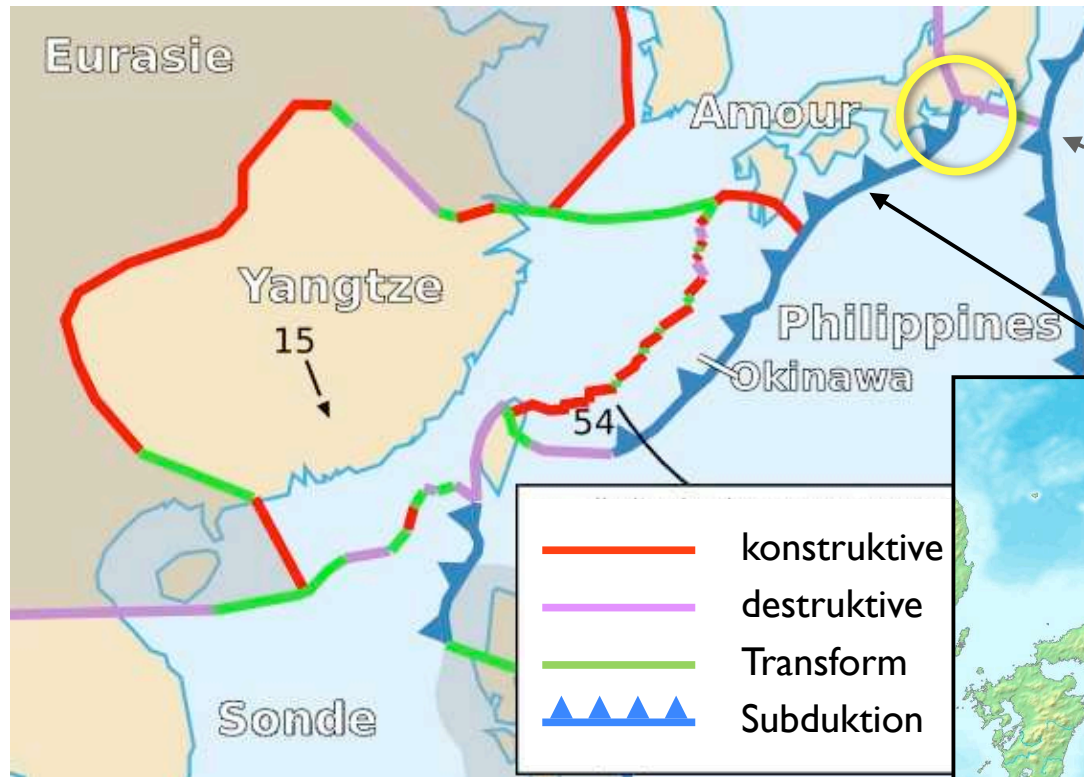 Eurasie
Amour
Yangtze
15
Philippines
Okinawa
54
Sonde
konstruktive
destruktive
Transform
Subduktion